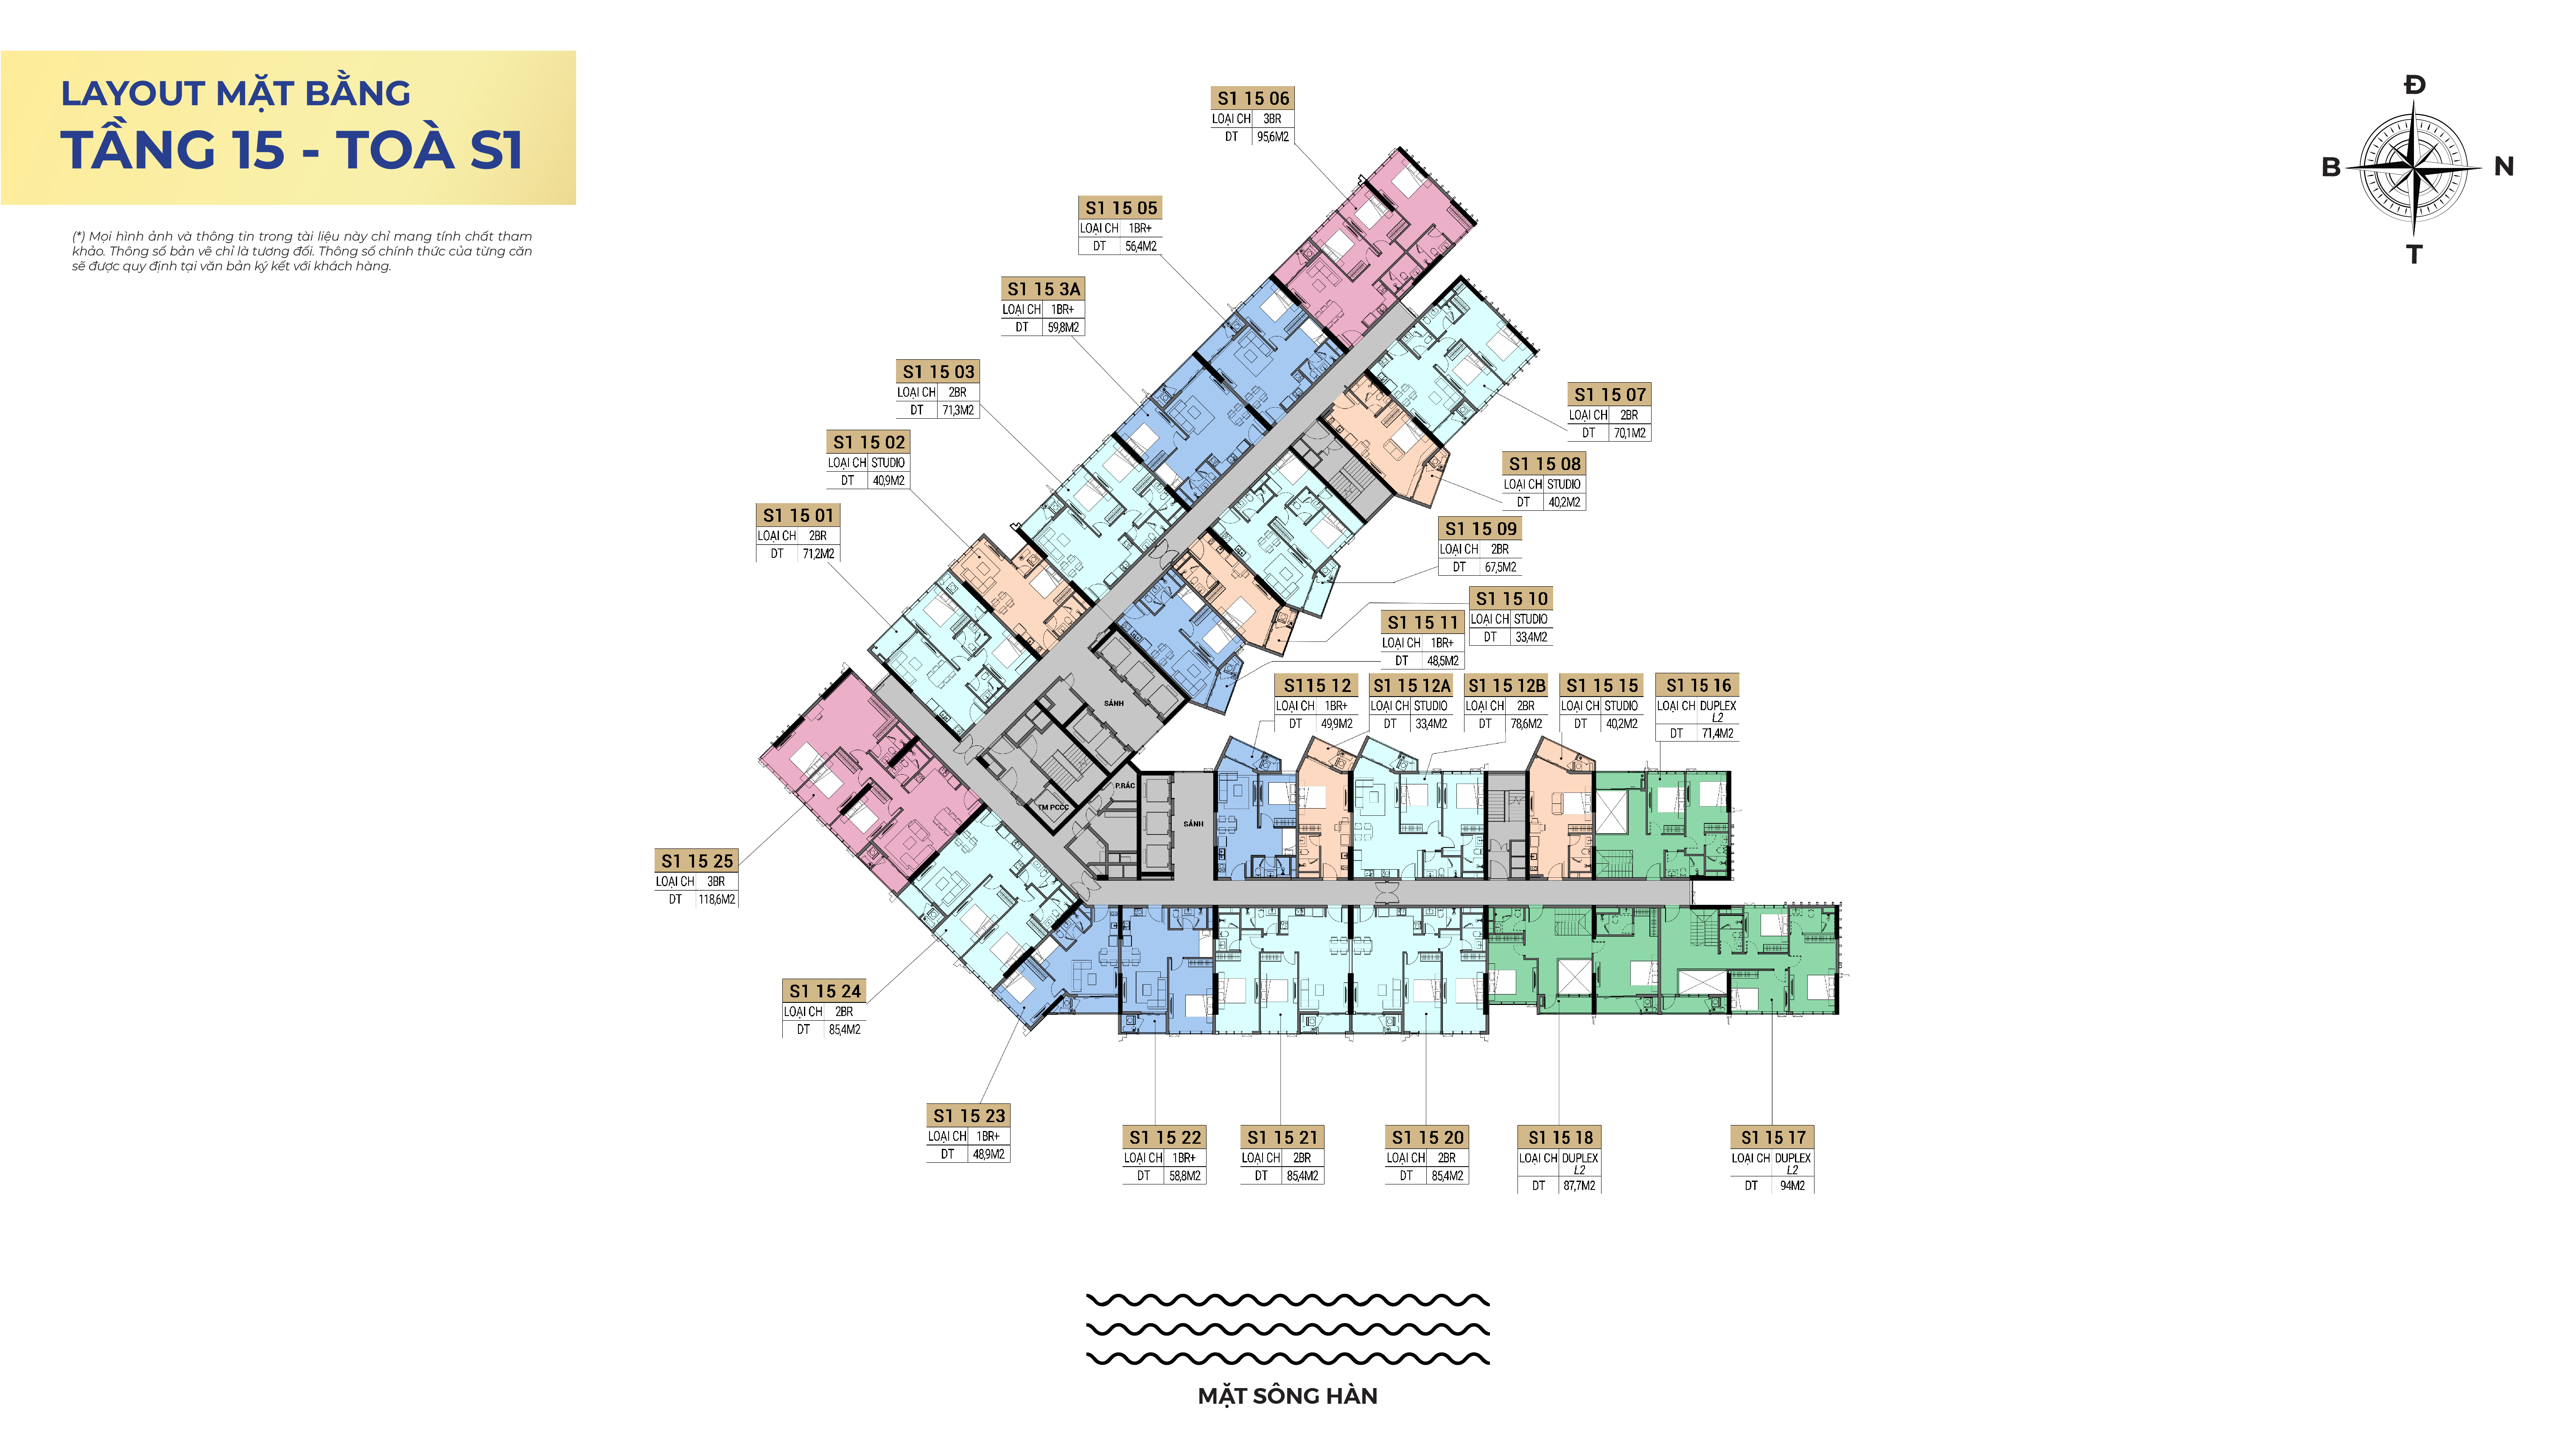 LAYOUT MẶT BẰNG
TẦNG 15 - TOÀ S1
(*) Mọi hình ảnh và thông tin trong tài liệu này chỉ mang tính chất tham
khảo. Thông số bản vẽ chỉ là tương đối. Thông số chính thức của từng căn
sẽ được quy định tại văn bản ký kết với khách hàng.
Đ
B
N
T
S1 15 06
LOẠI CH 3BR
DT 95,6M2
S1 15 05
LOẠI CH 1BR+
DT 56,4M2
S1 15 3A
LOẠI CH 1BR+
DT 59,8M2
S1 15 03
LOẠI CH 2BR
DT 71,3M2
S1 15 02
LOẠI CH STUDIO
DT 40,9M2
S1 15 01
LOẠI CH 2BR
DT 71,2M2
S1 15 07
LOẠI CH 2BR
DT 70,1M2
S1 15 08
LOẠI CH STUDIO
DT 40,2M2
S1 15 09
LOẠI CH 2BR
DT 67,5M2
S1 15 10
LOẠI CH STUDIO
DT 33,4M2
S1 15 11
LOẠI CH 1BR+
DT 48,5M2
S115 12
LOẠI CH 1BR+
DT 49,9M2
S1 15 12A
LOẠI CH STUDIO
DT 33,4M2
S1 15 12B
LOẠI CH 2BR
DT 78,6M2
S1 15 15
LOẠI CH STUDIO
DT 40,2M2
S1 15 16
LOẠI CH DUPLEX
L2
DT 71,4M2
SẢNH
P.RÁC
TM PCCC
SẢNH
S1 15 25
LOẠI CH 3BR
DT 118,6M2
S1 15 24
LOẠI CH 2BR
DT 85,4M2
S1 15 23
LOẠI CH 1BR+
DT 48,9M2
S1 15 22
LOẠI CH 1BR+
DT 58,8M2
S1 15 21
LOẠI CH 2BR
DT 85,4M2
S1 15 20
LOẠI CH 2BR
DT 85,4M2
S1 15 18
LOẠI CH DUPLEX
L2
DT 87,7M2
S1 15 17
LOẠI CH DUPLEX
L2
DT 94M2
MẶT SÔNG HÀN